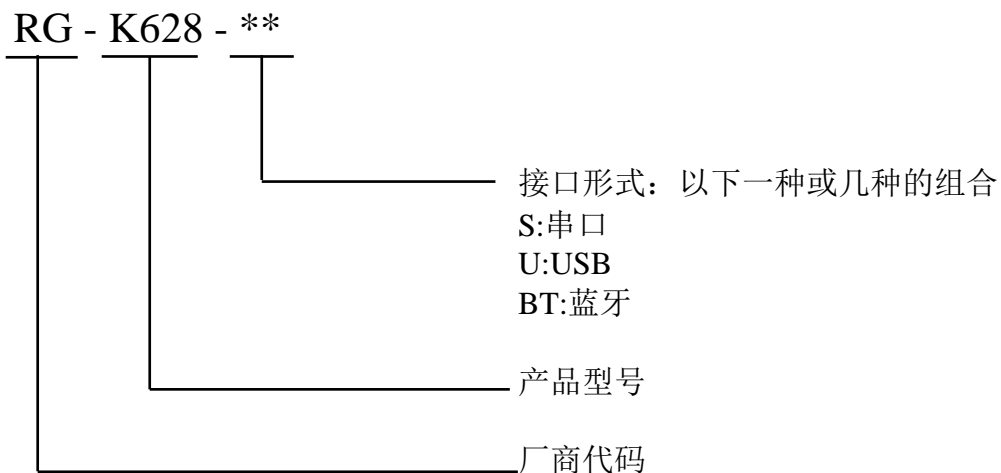 RG - K628 - **
接口形式：以下一种或几种的组合
S:串口
U:USB
BT:蓝牙
产品型号
厂商代码